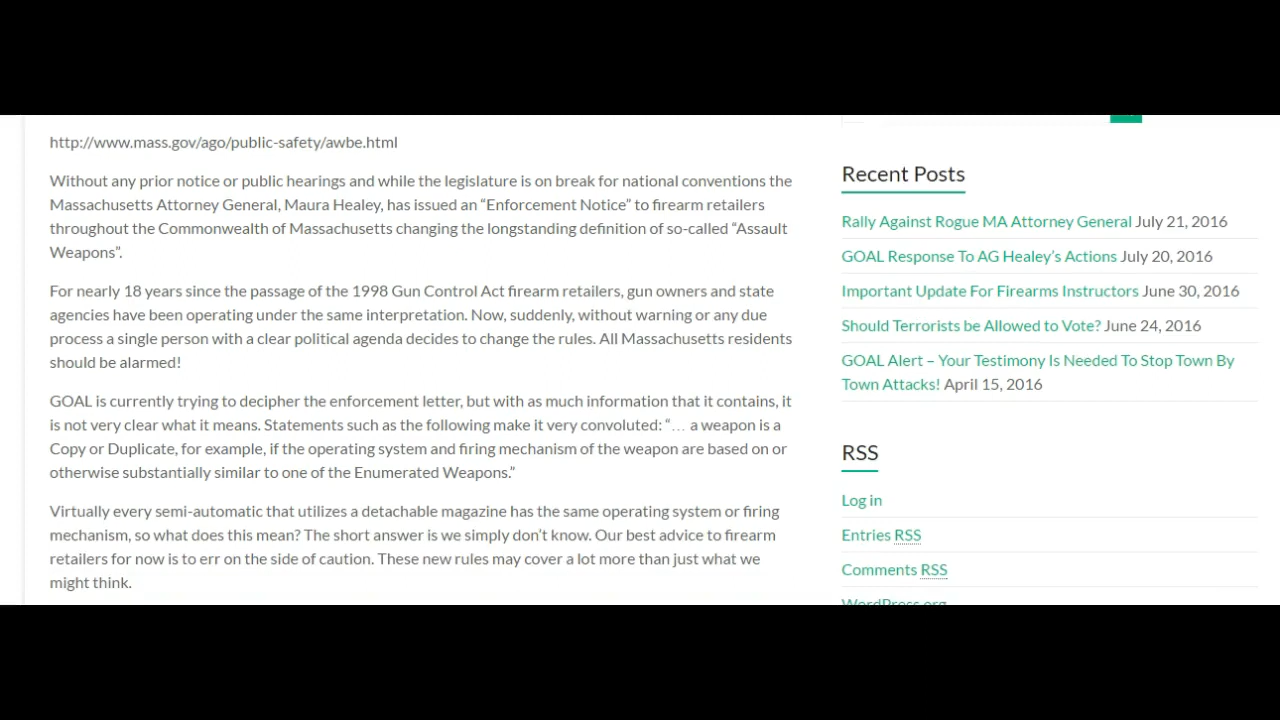 http://www.mass.gov/ago/public-safety/awbe.html
Without any prior notice or public hearings and while the legislature is on break for national conventions the
Massachusetts Attorney General, Maura Healey, has issued an “Enforcement Notice” to firearm retailers
throughout the Commonwealth of Massachusetts changing the longstanding definition of so-called “Assault
Weapons”.
For nearly 18 years since the passage of the 1998 Gun Control Act firearm retailers, gun owners and state
agencies have been operating under the same interpretation. Now, suddenly, without warning or any due
process a single person with a clear political agenda decides to change the rules. All Massachusetts residents
should be alarmed!
GOAL is currently trying to decipher the enforcement letter, but with as much information that it contains, it
is not very clear what it means. Statements such as the following make it very convoluted: “… a weapon is a
Copy or Duplicate, for example, if the operating system and firing mechanism of the weapon are based on or
otherwise substantially similar to one of the Enumerated Weapons.”
Virtually every semi-automatic that utilizes a detachable magazine has the same operating system or firing
mechanism, so what does this mean? The short answer is we simply don’t know. Our best advice to firearm
retailers for now is to err on the side of caution. These new rules may cover a lot more than just what we
might think.
Recent Posts
Rally Against Rogue MA Attorney General July 21, 2016
GOAL Response To AG Healey’s Actions July 20, 2016
Important Update For Firearms Instructors June 30, 2016
Should Terrorists be Allowed to Vote? June 24, 2016
GOAL Alert – Your Testimony Is Needed To Stop Town By
Town Attacks! April 15, 2016
RSS
Log in
Entries RSS
Comments RSS
WordPress.org